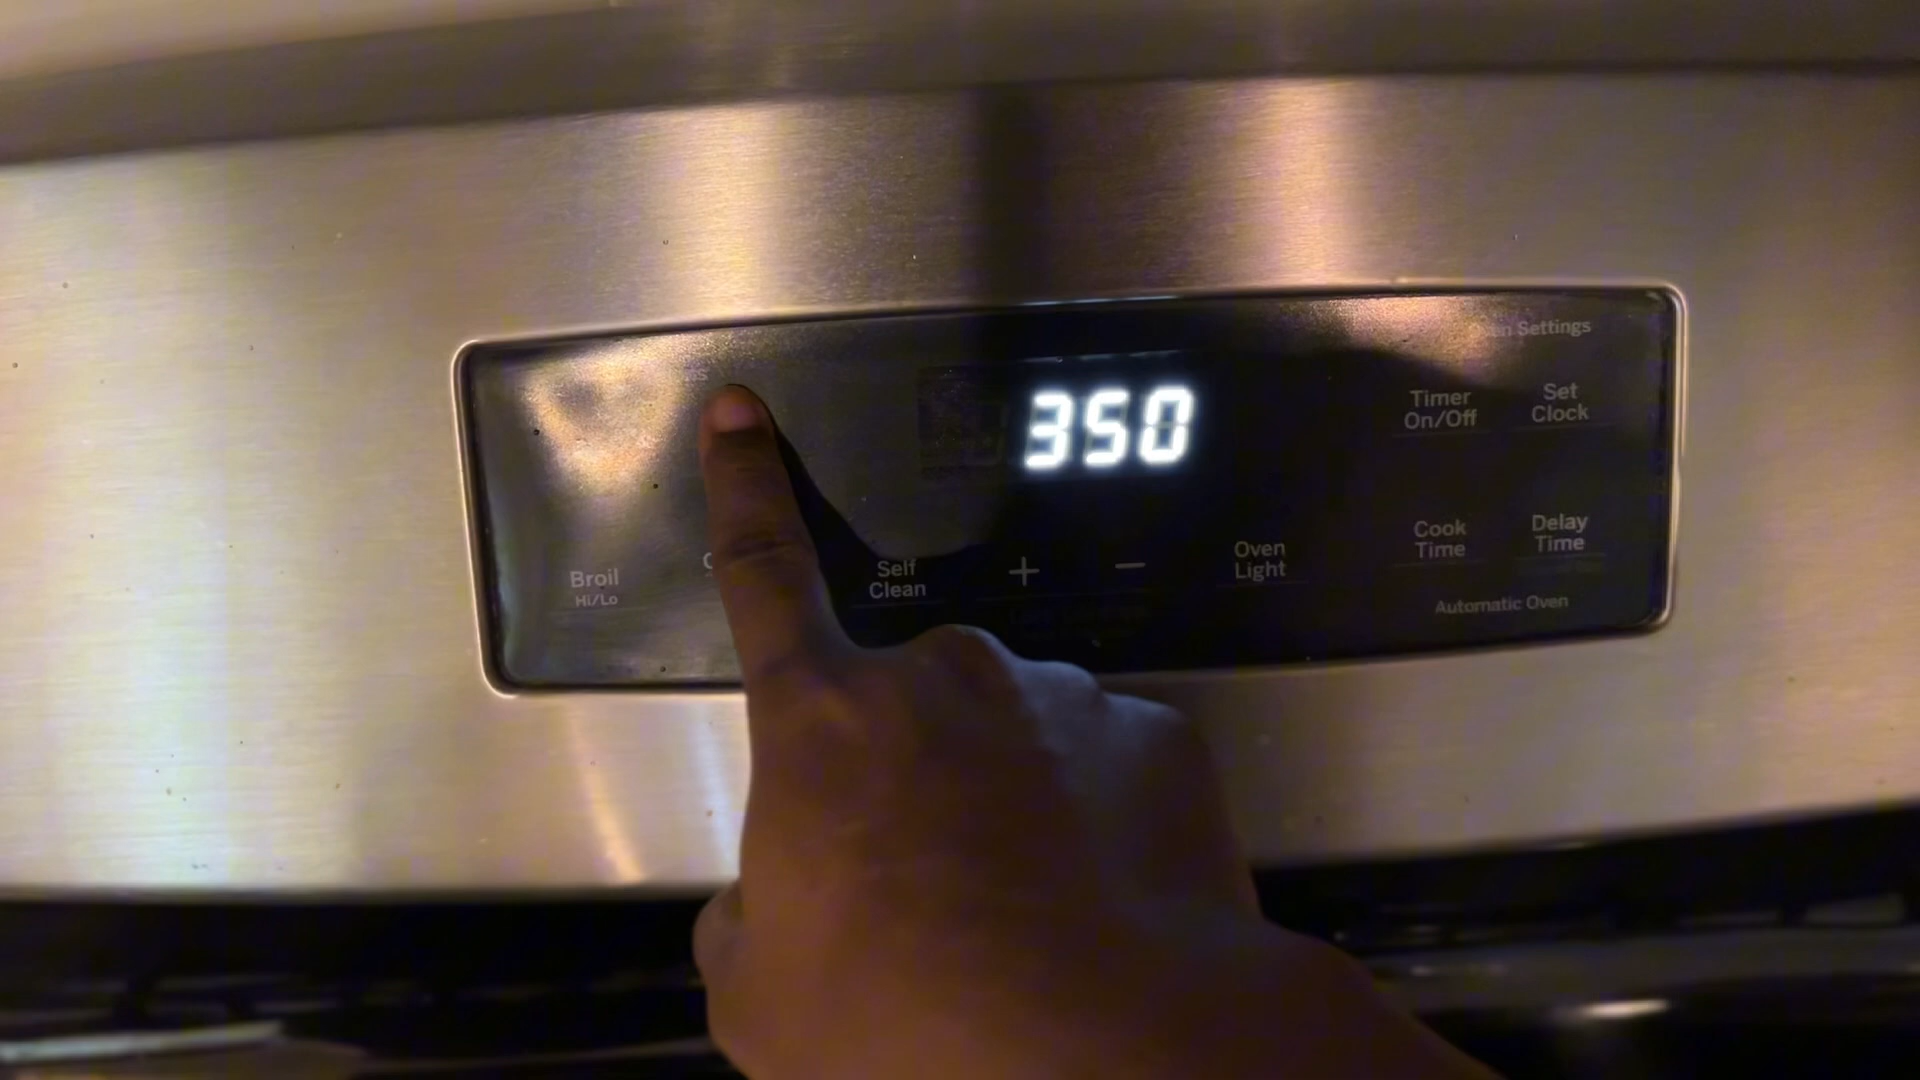 350
Oven Settings
Timer
On/Off
Set
Clock
Broil
Hi/Lo
Self
Clean
+
−
Oven
Light
Cook
Time
Delay
Time
Automatic Oven